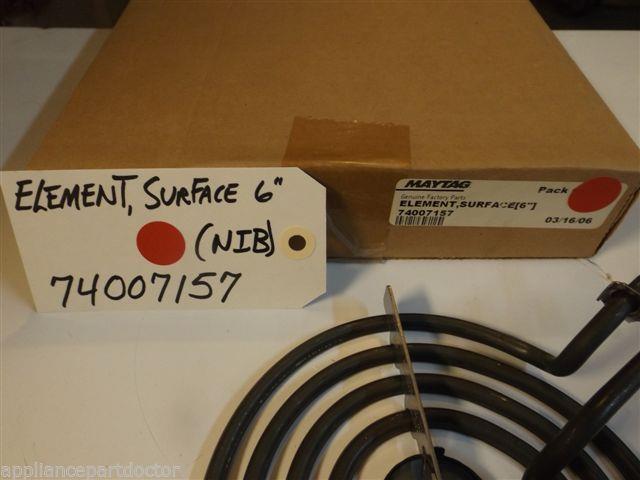 ELEMENT, SURFACE 6"
(NIB)
74007157
MAYTAG
Genuine Factory Parts
Pack
ELEMENT,SURFACE[6"]
74007157
03/16/06
appliancepartdoctor